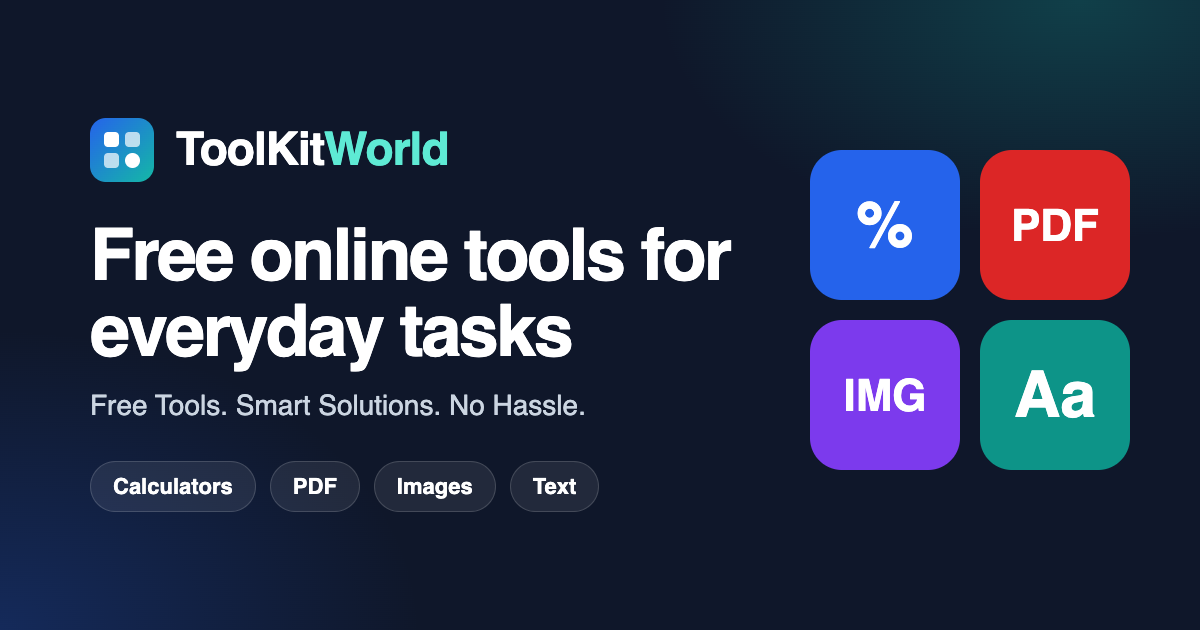 ToolKitWorld
Free online tools for
everyday tasks
Free Tools. Smart Solutions. No Hassle.
Calculators PDF Images Text
% PDF
IMG Aa